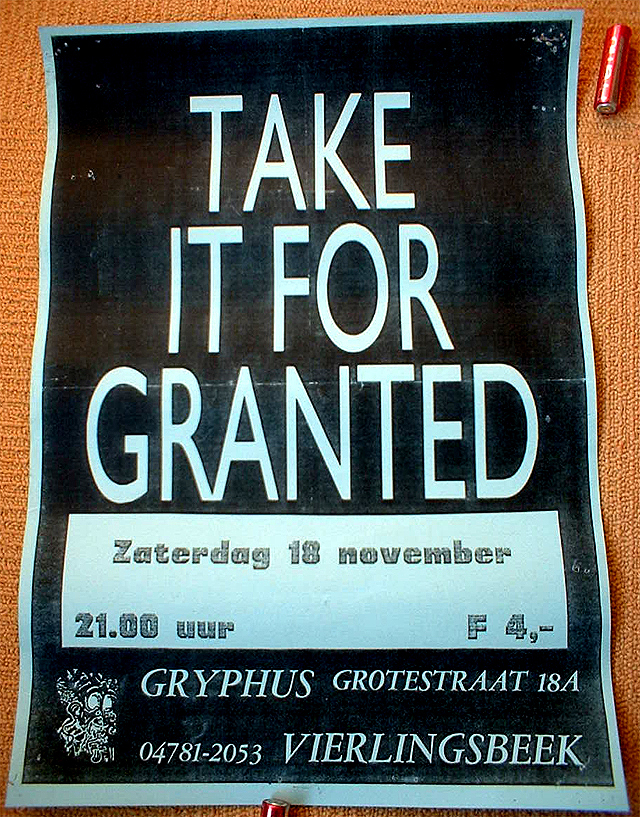 TAKE
IT FOR
GRANTED
Zaterdag 18 november
21.00 uur F 4,-
GRYPHUS GROTESTRAAT 18A
04781-2053 VIERLINGSBEEK